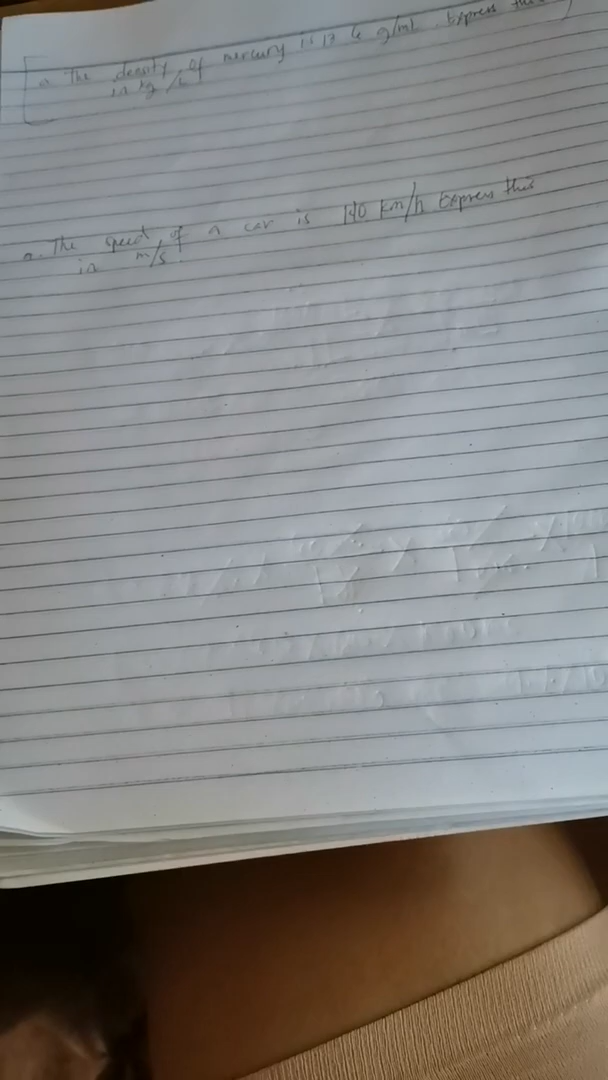 a. The density of mercury is 13.6 g/ml. Express this
in kg/L
a. The speed of a car is km/h Express this
in m/s.